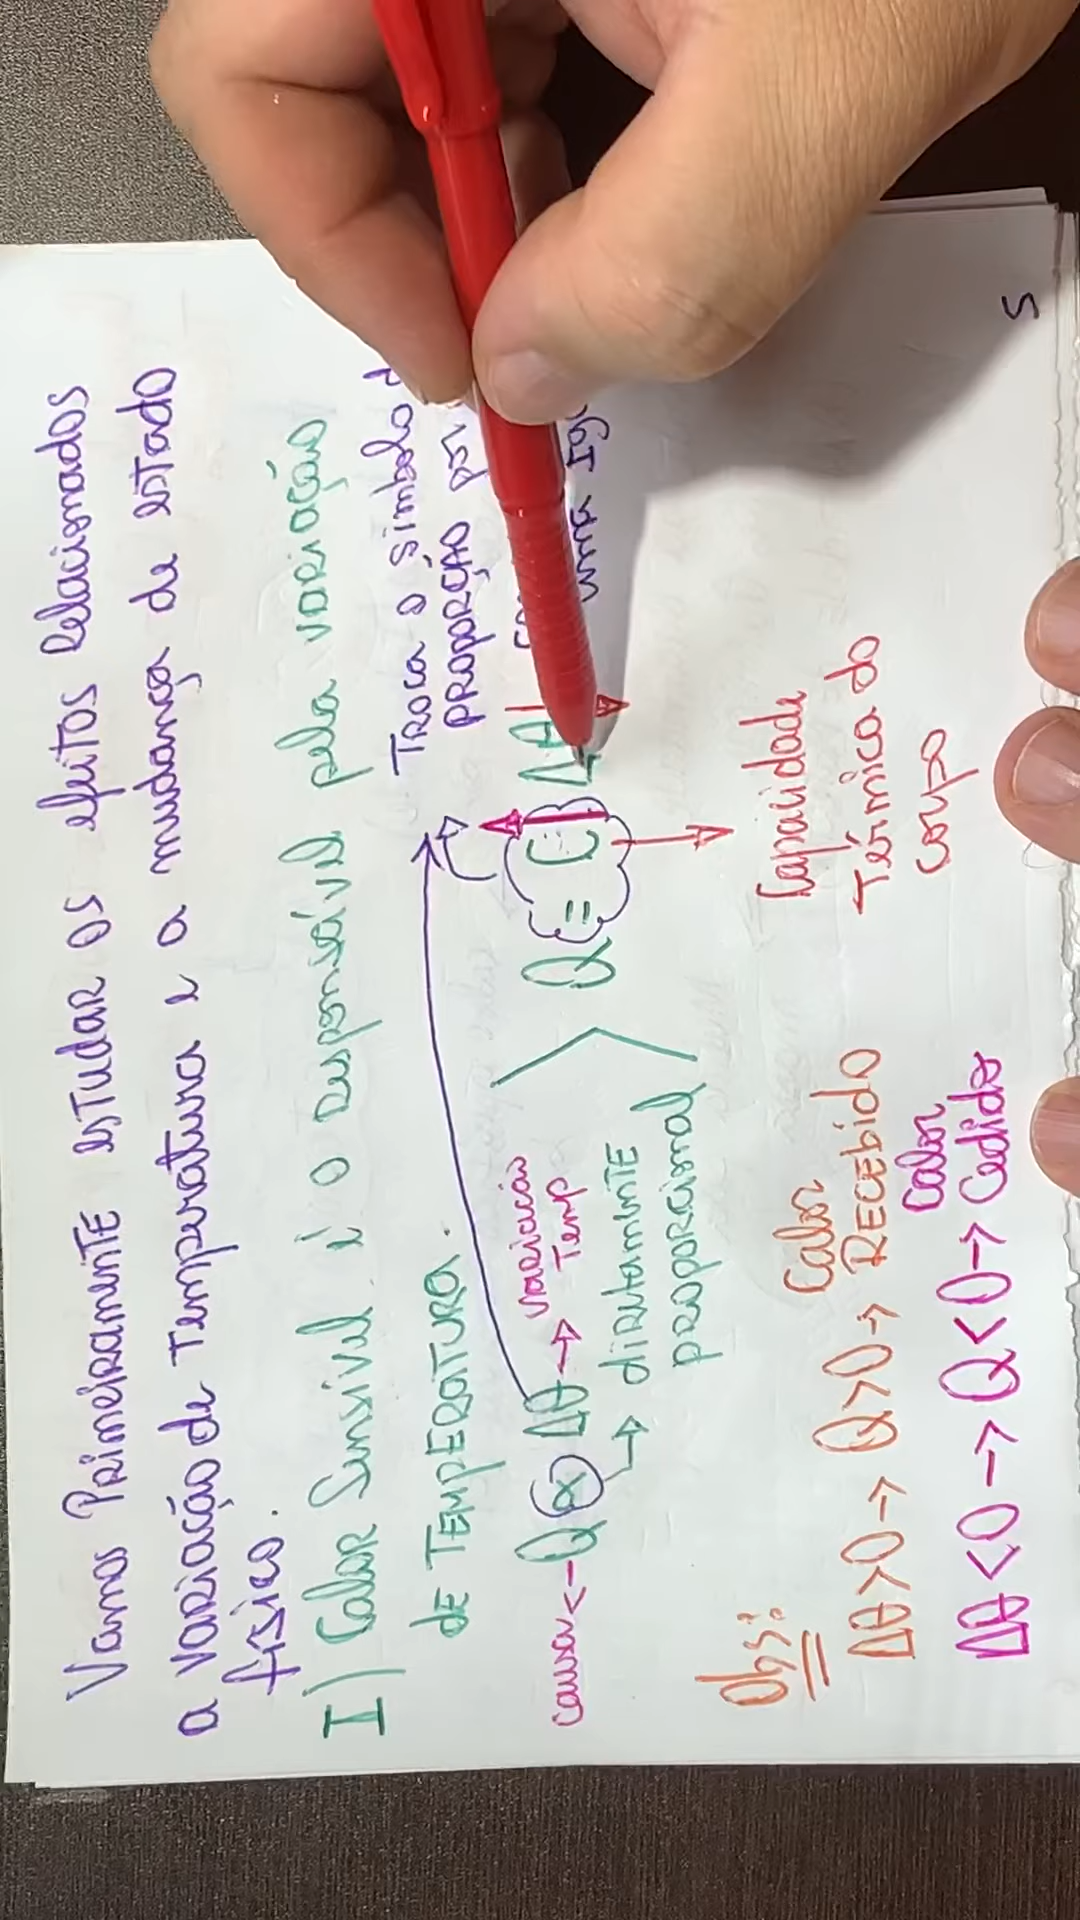 Vamos Primeiramente estudar os efeitos Relacionados
a variação de Temperatura e a mudança de estado
físico.
I) Calor Sensível é o responsável pela variação
de TEMPERATURA.
Troca o símbolo d
proporção por
causa <- Q α Δθ -> variação
Temp
-> diretamente
proporcional
Q = C Δθ
uma
Capacidade
Térmica do
corpo
Obs:
Δθ > 0 -> Q > 0 -> Calor
RECEbido
Δθ < 0 -> Q < 0 -> Calor
Cedido
5